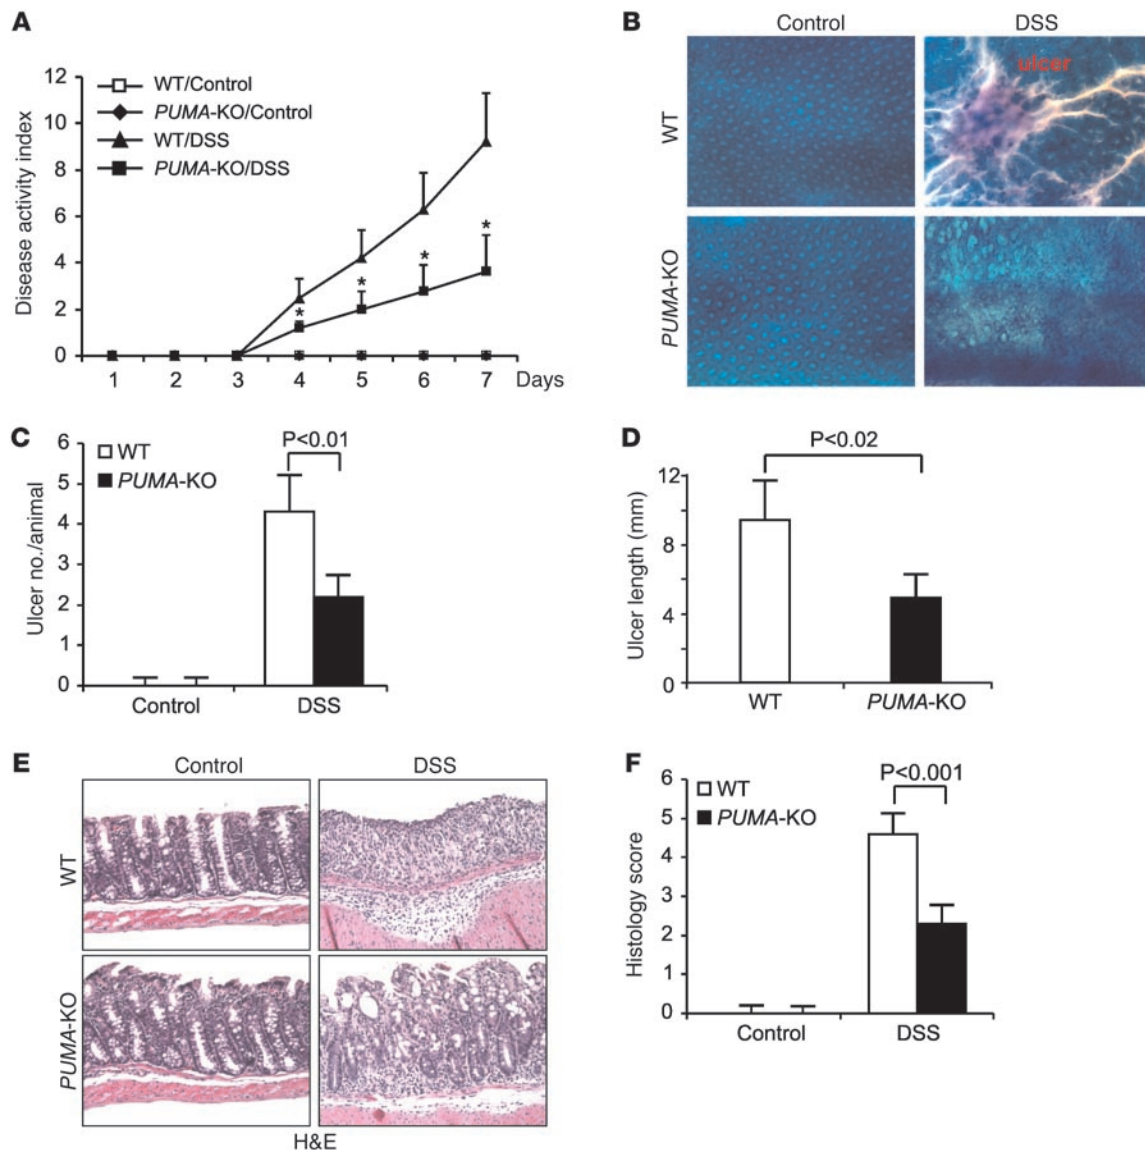 A
12
10
8
6
4
2
0
Disease activity index
WT/Control
PUMA-KO/Control
WT/DSS
PUMA-KO/DSS
*
*
*
*
1 2 3 4 5 6 7 Days
B
Control DSS
WT
PUMA-KO
ulcer
C
6
5
4
3
2
1
0
Ulcer no./animal
WT
PUMA-KO
P<0.01
Control DSS
D
P<0.02
12
8
4
0
Ulcer length (mm)
WT PUMA-KO
E
Control DSS
WT
PUMA-KO
H&E
F
6
5
4
3
2
1
0
Histology score
WT
PUMA-KO
P<0.001
Control DSS